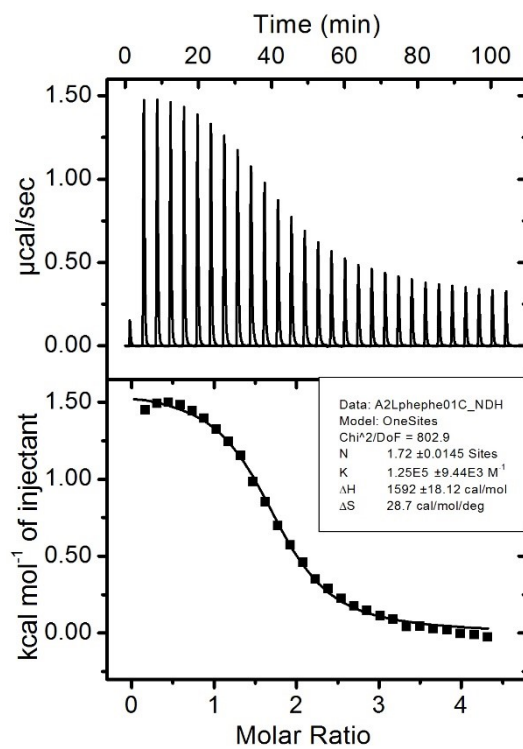 Time (min)
0 20 40 60 80 100
1.50
1.00
0.50
0.00
µcal/sec
1.50
1.00
0.50
0.00
kcal mol⁻¹ of injectant
Data: A2Lphephe01C_NDH
Model: OneSites
Chi^2/DoF = 802.9
N 1.72 ±0.0145 Sites
K 1.25E5 ±9.44E3 M⁻¹
ΔH 1592 ±18.12 cal/mol
ΔS 28.7 cal/mol/deg
0 1 2 3 4
Molar Ratio